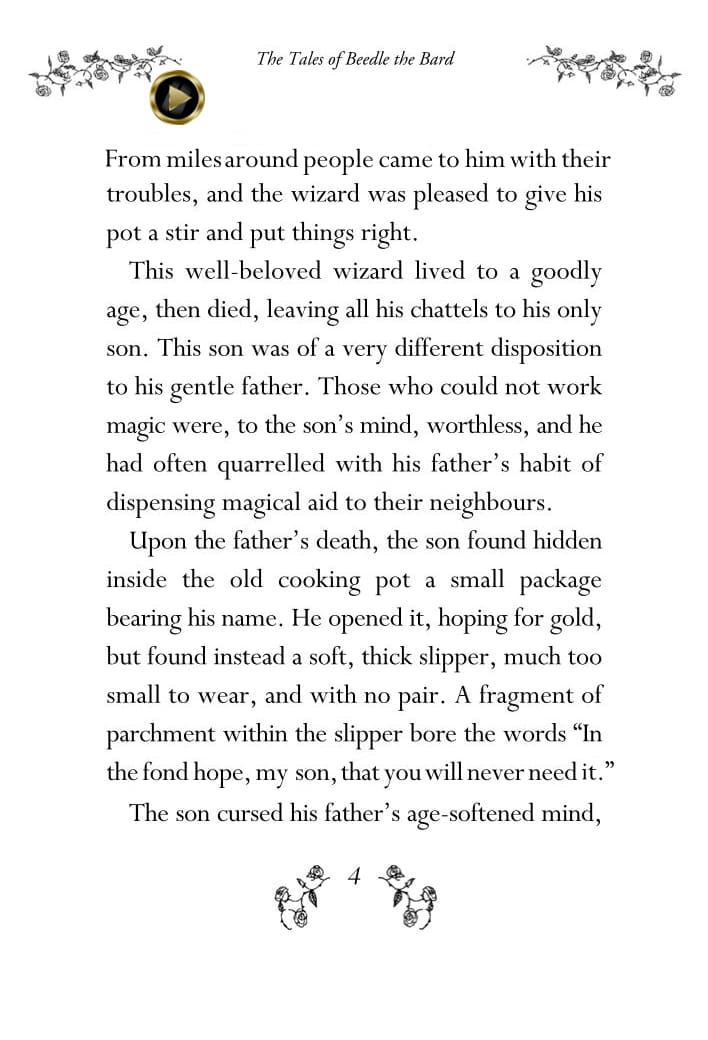 The Tales of Beedle the Bard
From miles around people came to him with their
troubles, and the wizard was pleased to give his
pot a stir and put things right.
This well-beloved wizard lived to a goodly
age, then died, leaving all his chattels to his only
son. This son was of a very different disposition
to his gentle father. Those who could not work
magic were, to the son’s mind, worthless, and he
had often quarrelled with his father’s habit of
dispensing magical aid to their neighbours.
Upon the father’s death, the son found hidden
inside the old cooking pot a small package
bearing his name. He opened it, hoping for gold,
but found instead a soft, thick slipper, much too
small to wear, and with no pair. A fragment of
parchment within the slipper bore the words “In
the fond hope, my son, that you will never need it.”
The son cursed his father’s age-softened mind,
4